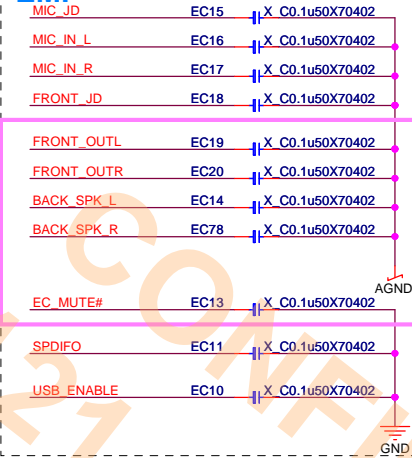 MIC_JD EC15 X_C0.1u50X70402
MIC_IN_L EC16 X_C0.1u50X70402
MIC_IN_R EC17 X_C0.1u50X70402
FRONT_JD EC18 X_C0.1u50X70402
FRONT_OUTL EC19 X_C0.1u50X70402
FRONT_OUTR EC20 X_C0.1u50X70402
BACK_SPK_L EC14 X_C0.1u50X70402
BACK_SPK_R EC78 X_C0.1u50X70402
AGND
EC_MUTE# EC13 X_C0.1u50X70402
SPDIFO EC11 X_C0.1u50X70402
USB_ENABLE EC10 X_C0.1u50X70402
GND
CONF
21